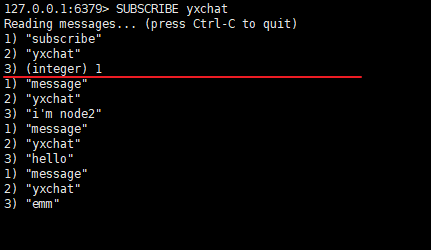 127.0.0.1:6379> SUBSCRIBE yxchat
Reading messages... (press Ctrl-C to quit)
1) "subscribe"
2) "yxchat"
3) (integer) 1
1) "message"
2) "yxchat"
3) "i'm node2"
1) "message"
2) "yxchat"
3) "hello"
1) "message"
2) "yxchat"
3) "emm"